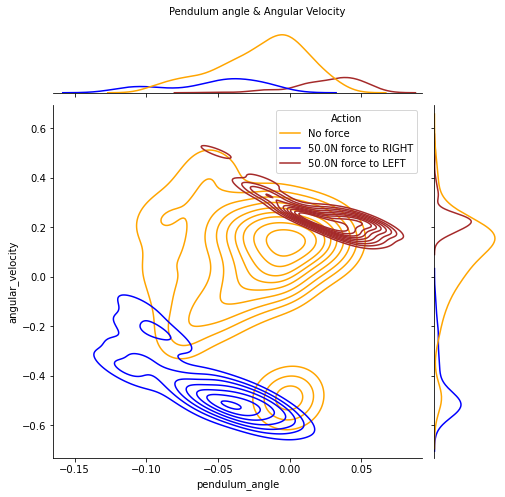 Pendulum angle & Angular Velocity
Action
No force
50.0N force to RIGHT
50.0N force to LEFT
0.6
0.4
0.2
0.0
−0.2
−0.4
−0.6
angular_velocity
−0.15
−0.10
−0.05
0.00
0.05
pendulum_angle